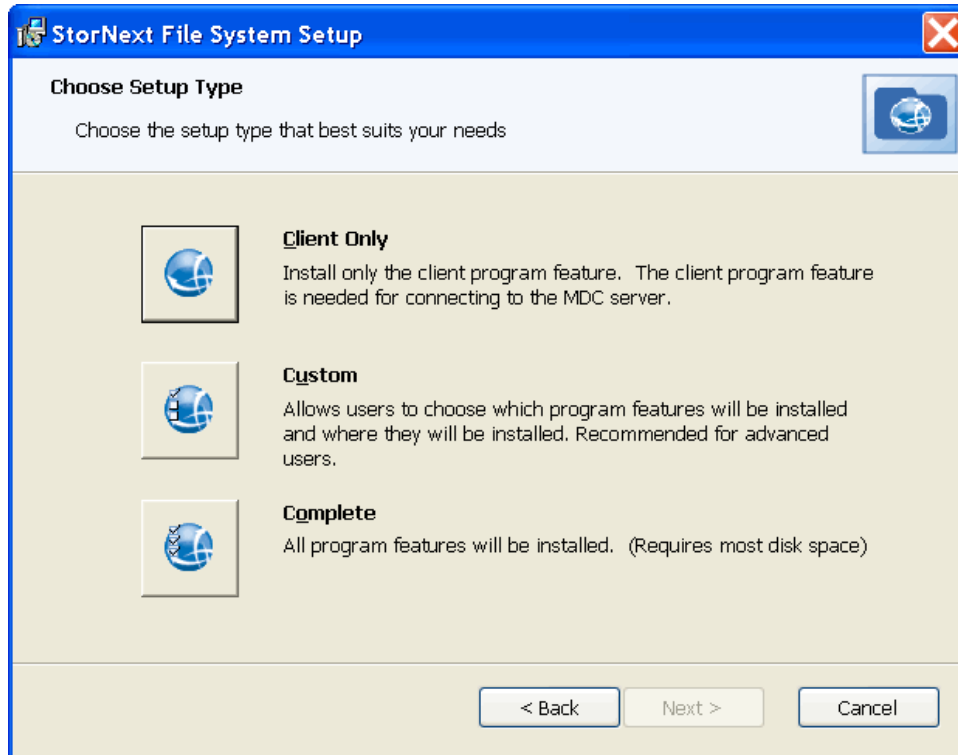 StorNext File System Setup
Choose Setup Type
Choose the setup type that best suits your needs
Client Only
Install only the client program feature. The client program feature
is needed for connecting to the MDC server.
Custom
Allows users to choose which program features will be installed
and where they will be installed. Recommended for advanced
users.
Complete
All program features will be installed. (Requires most disk space)
< Back Next > Cancel